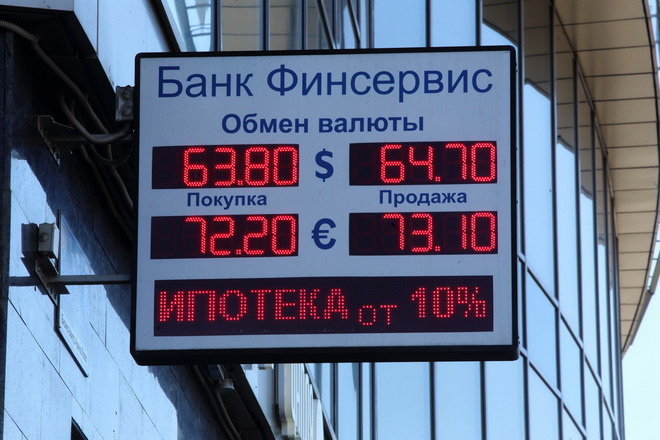 Банк Финсервис
Обмен валюты
63.80 $ 64.70
Покупка Продажа
72.20 € 73.10
ИПОТЕКА от 10%